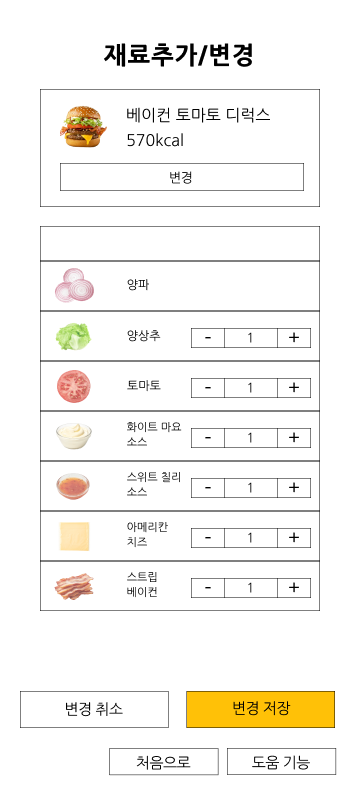 재료추가/변경
베이컨 토마토 디럭스
570kcal
변경
양파
양상추
- 1 +
토마토
- 1 +
화이트 마요
소스
- 1 +
스위트 칠리
소스
- 1 +
아메리칸
치즈
- 1 +
스트립
베이컨
- 1 +
변경 취소
변경 저장
처음으로
도움 기능